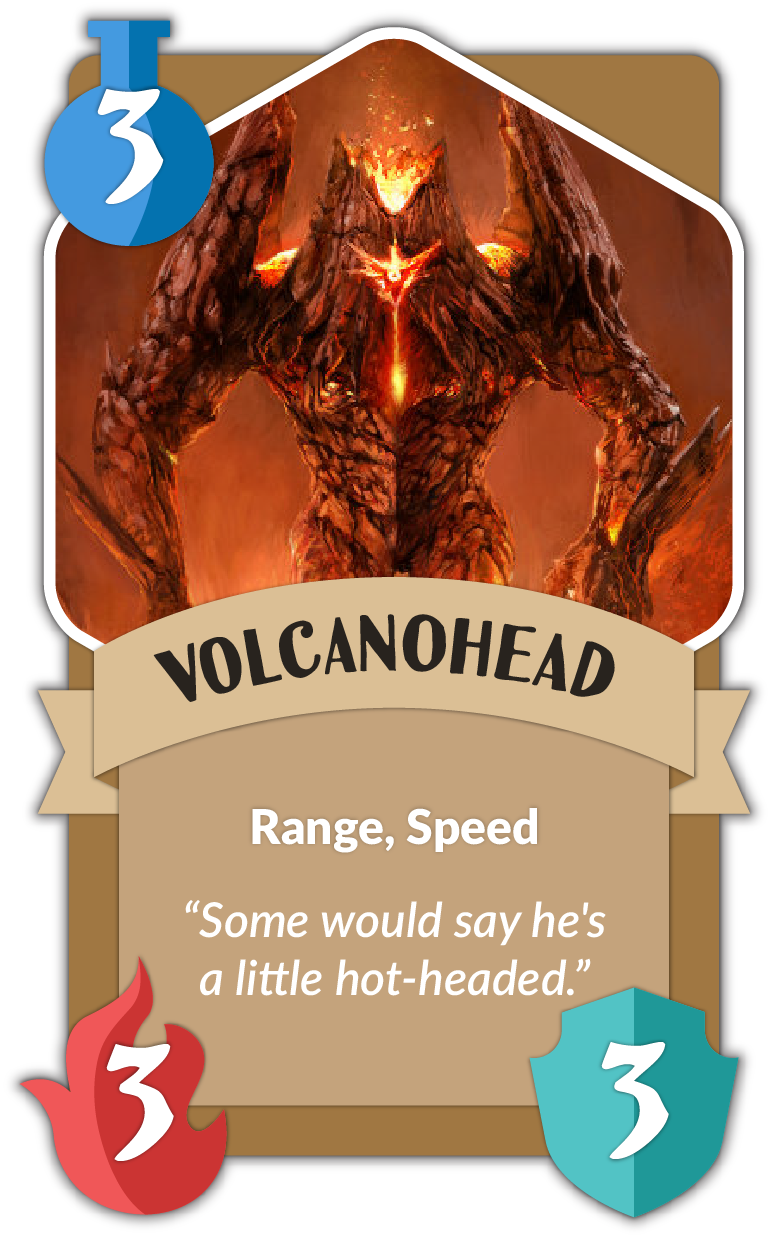 3
VOLCANOHEAD
Range, Speed
“Some would say he's
a little hot-headed.”
3
3